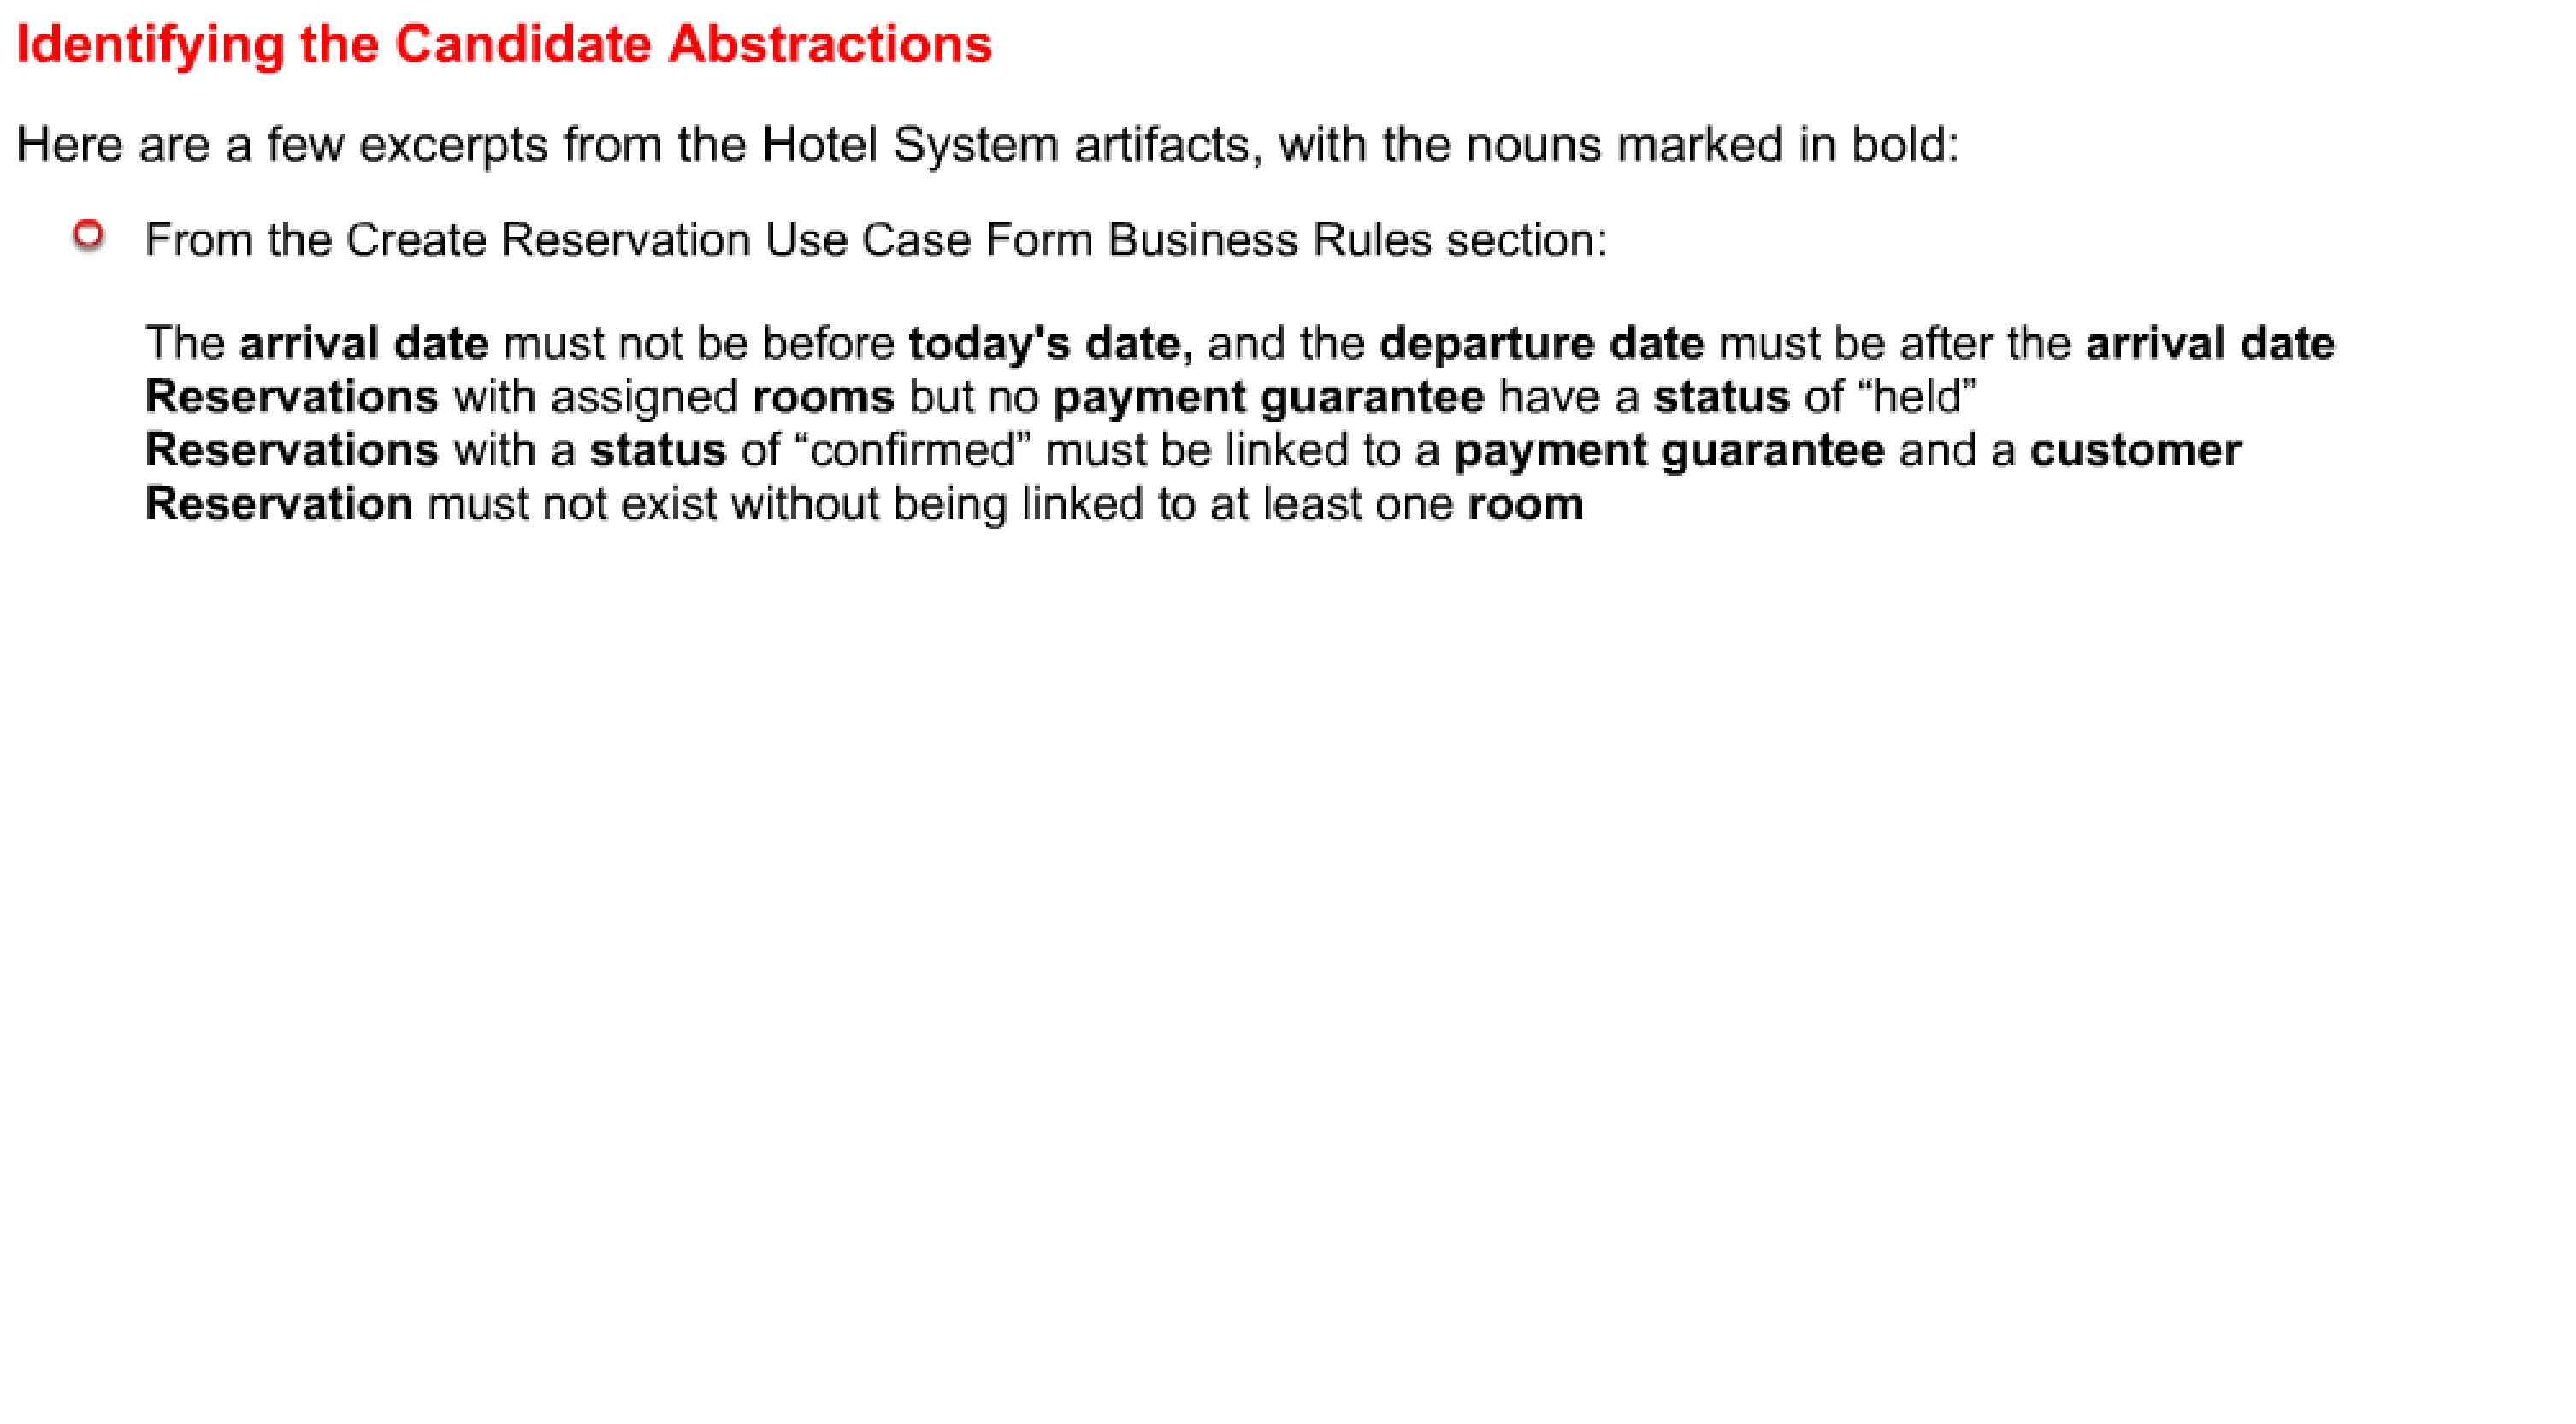 Identifying the Candidate Abstractions
Here are a few excerpts from the Hotel System artifacts, with the nouns marked in bold:
From the Create Reservation Use Case Form Business Rules section:
The arrival date must not be before today's date, and the departure date must be after the arrival date
Reservations with assigned rooms but no payment guarantee have a status of “held”
Reservations with a status of “confirmed” must be linked to a payment guarantee and a customer
Reservation must not exist without being linked to at least one room